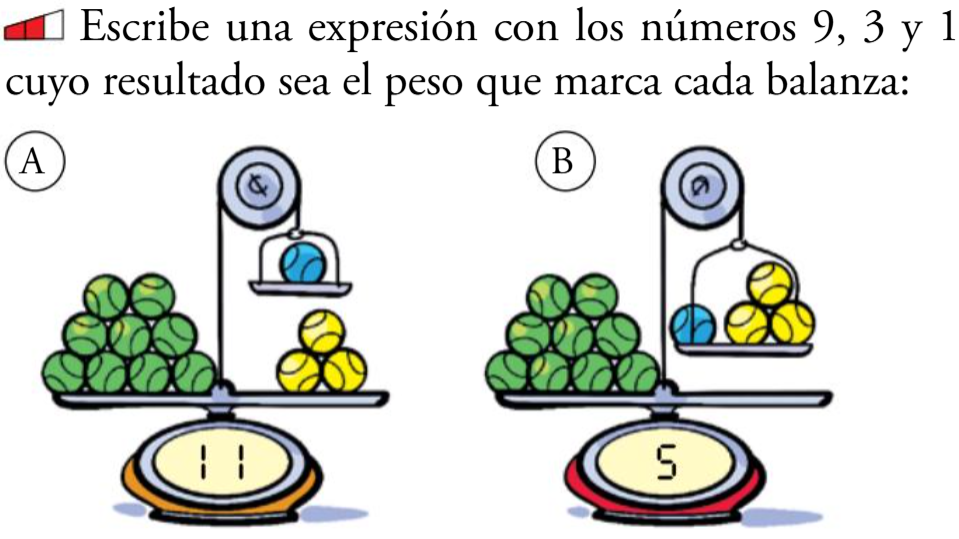 Escribe una expresión con los números 9, 3 y 1
cuyo resultado sea el peso que marca cada balanza:
A
B
11
5